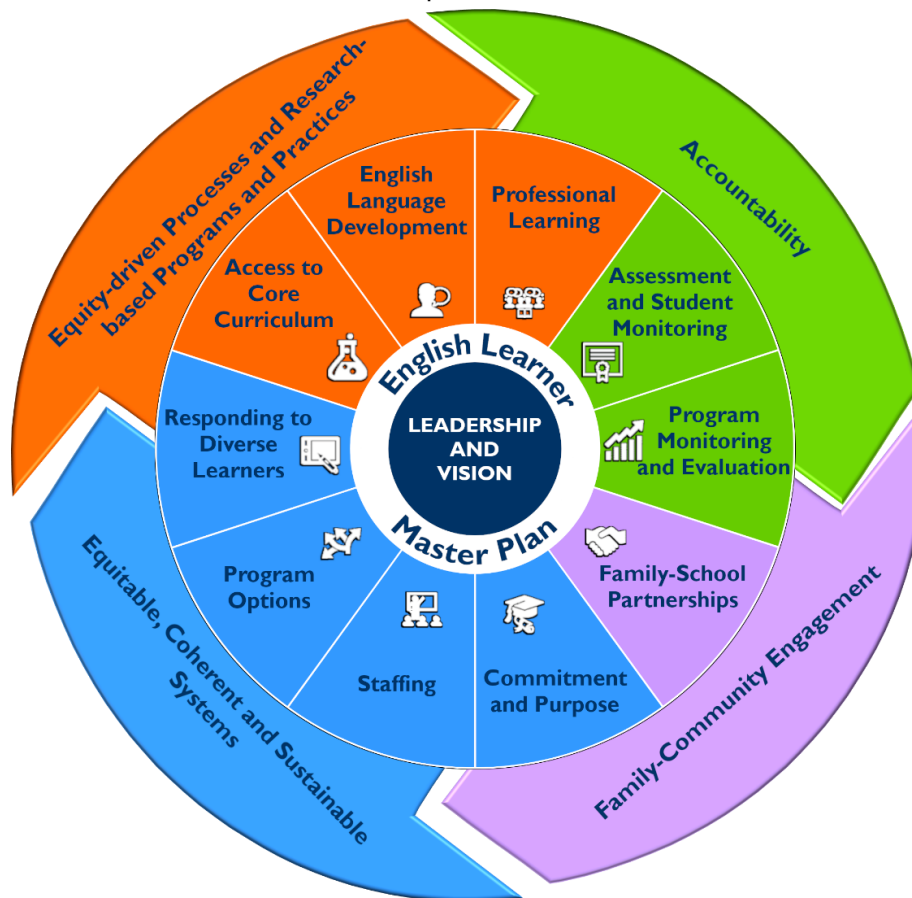 Equity-driven Processes and Research-
based Programs and Practices
Accountability
Family-Community Engagement
Equitable, Coherent and Sustainable
Systems
English
Language
Development
Professional
Learning
Assessment
and Student
Monitoring
Program
Monitoring
and Evaluation
Family-School
Partnerships
Commitment
and Purpose
Staffing
Program
Options
Responding to
Diverse
Learners
Access to
Core
Curriculum
English Learner
LEADERSHIP
AND
VISION
Master Plan